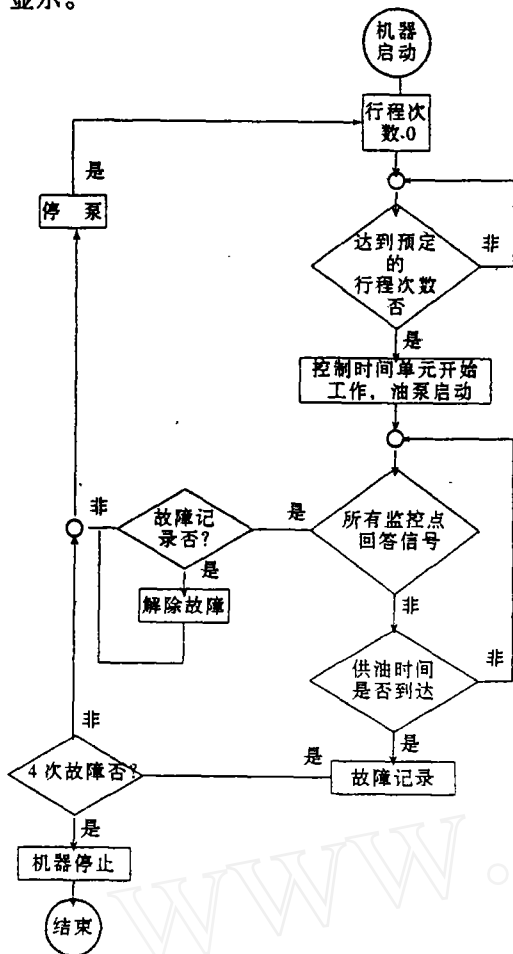 显示。
机器
启动
行程次
数.0
是
停 泵
达到预定
的
行程次数
否
非
是
控制时间单元开始
工作，油泵启动
非
故障记
录否?
是
所有监控点
回答信号
是
解除故障
非
供油时间
是否到达
非
非
是
4次故障否?
是
故障记录
是
机器停止
结束
WWW.